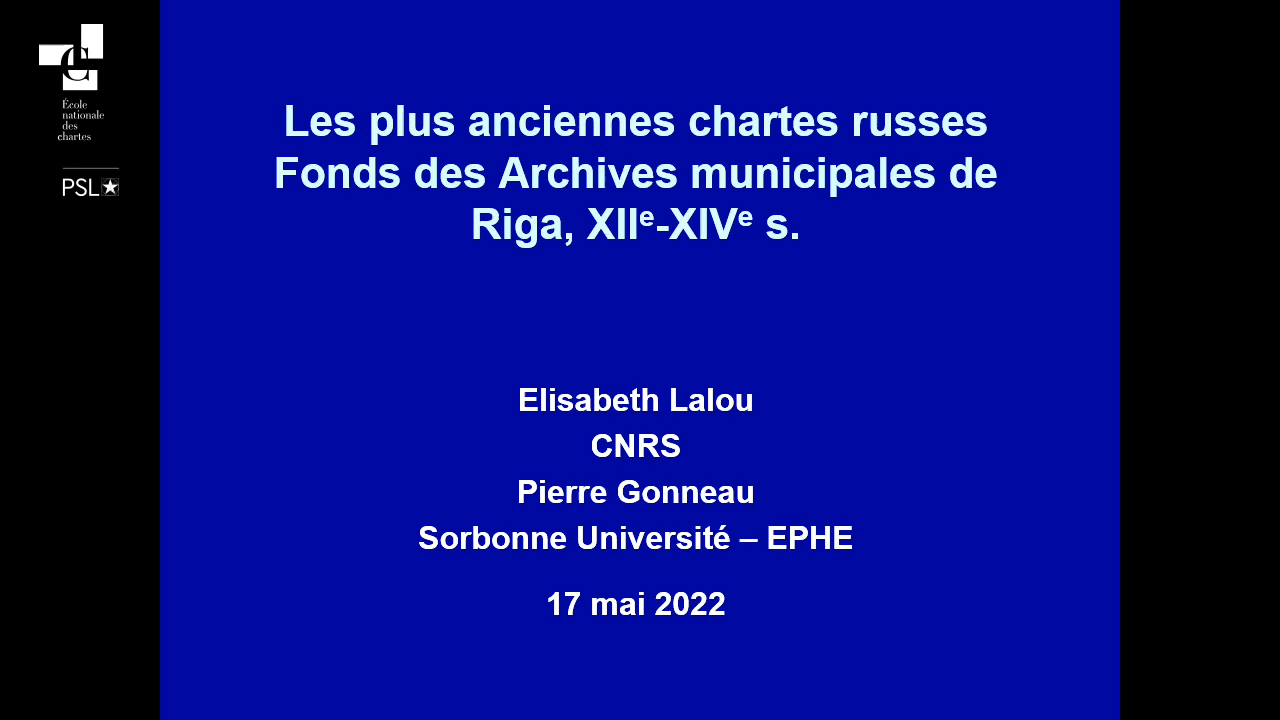 École
nationale
des
chartes
PSL
Les plus anciennes chartes russes
Fonds des Archives municipales de
Riga, XIIe-XIVe s.
Elisabeth Lalou
CNRS
Pierre Gonneau
Sorbonne Université – EPHE
17 mai 2022